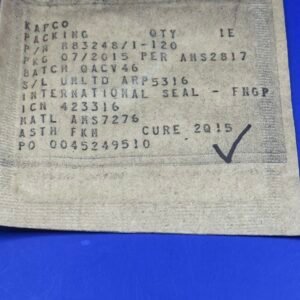 KAPCO
PACKING QTY 1E
P/N M83248/1-120
PKG 07/2015 PER AMS2817
BATCH QACV46
S/L UNLTD ARP5316
INTERNATIONAL SEAL - FNGP
ICN 423316
MATL AMS7276
ASTM FKM CURE 2Q15
PO 0045249510